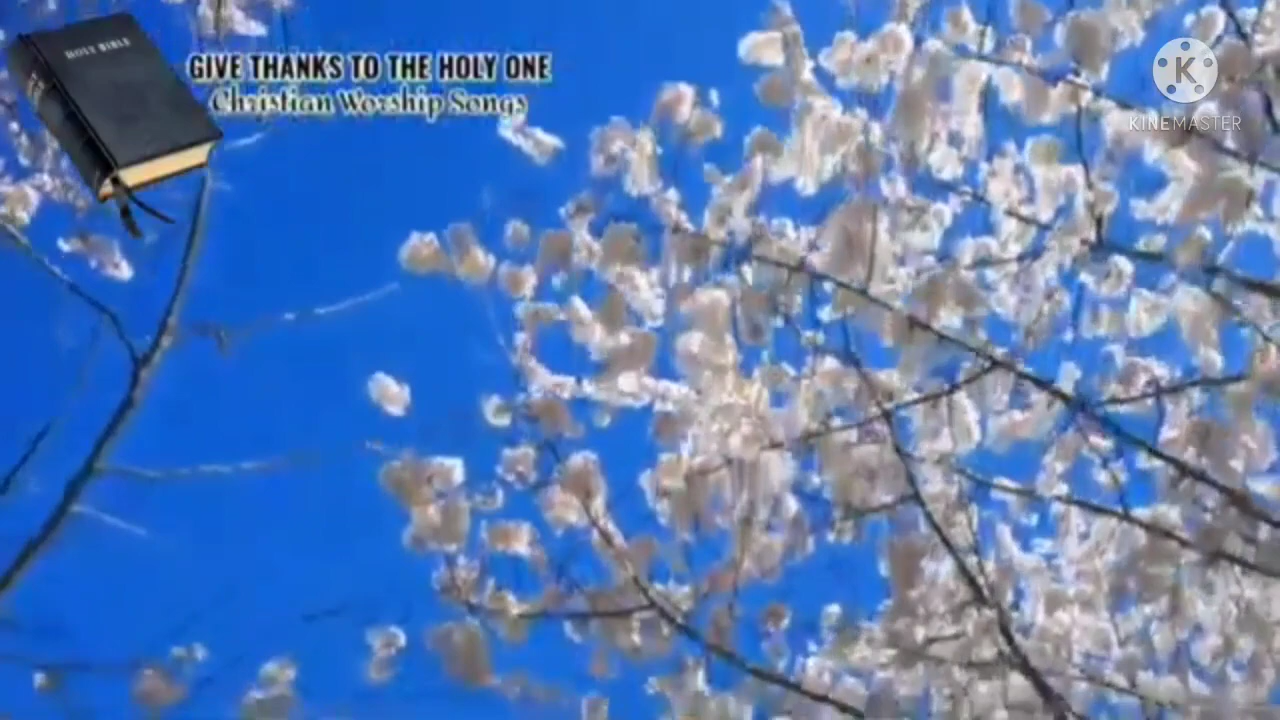 HOLY BIBLE
GIVE THANKS TO THE HOLY ONE
Christian Worship Songs
K
KINEMASTER